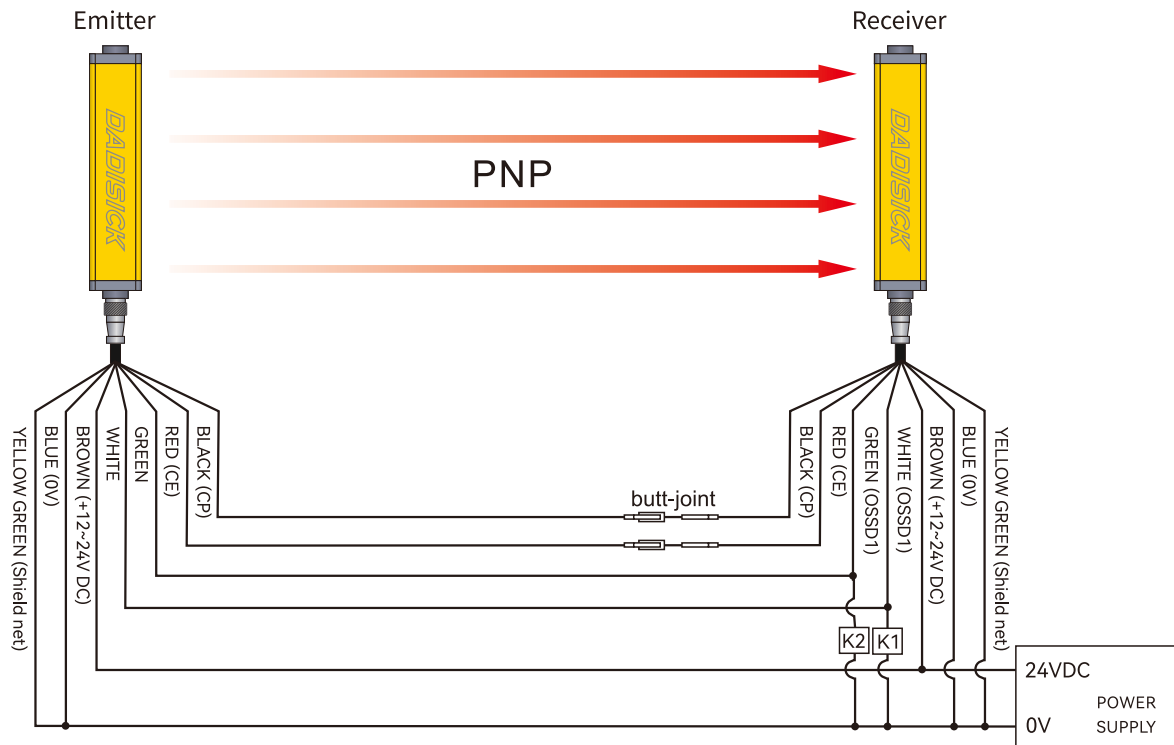 Emitter
Receiver
DADISICK
DADISICK
PNP
YELLOW GREEN (Shield net)
BLUE (0V)
BROWN (+12~24V DC)
WHITE
GREEN
RED (CE)
BLACK (CP)
butt-joint
BLACK (CP)
RED (CE)
GREEN (OSSD1)
WHITE (OSSD1)
BROWN (+12~24V DC)
BLUE (0V)
YELLOW GREEN (Shield net)
K2
K1
24VDC
POWER
0V
SUPPLY